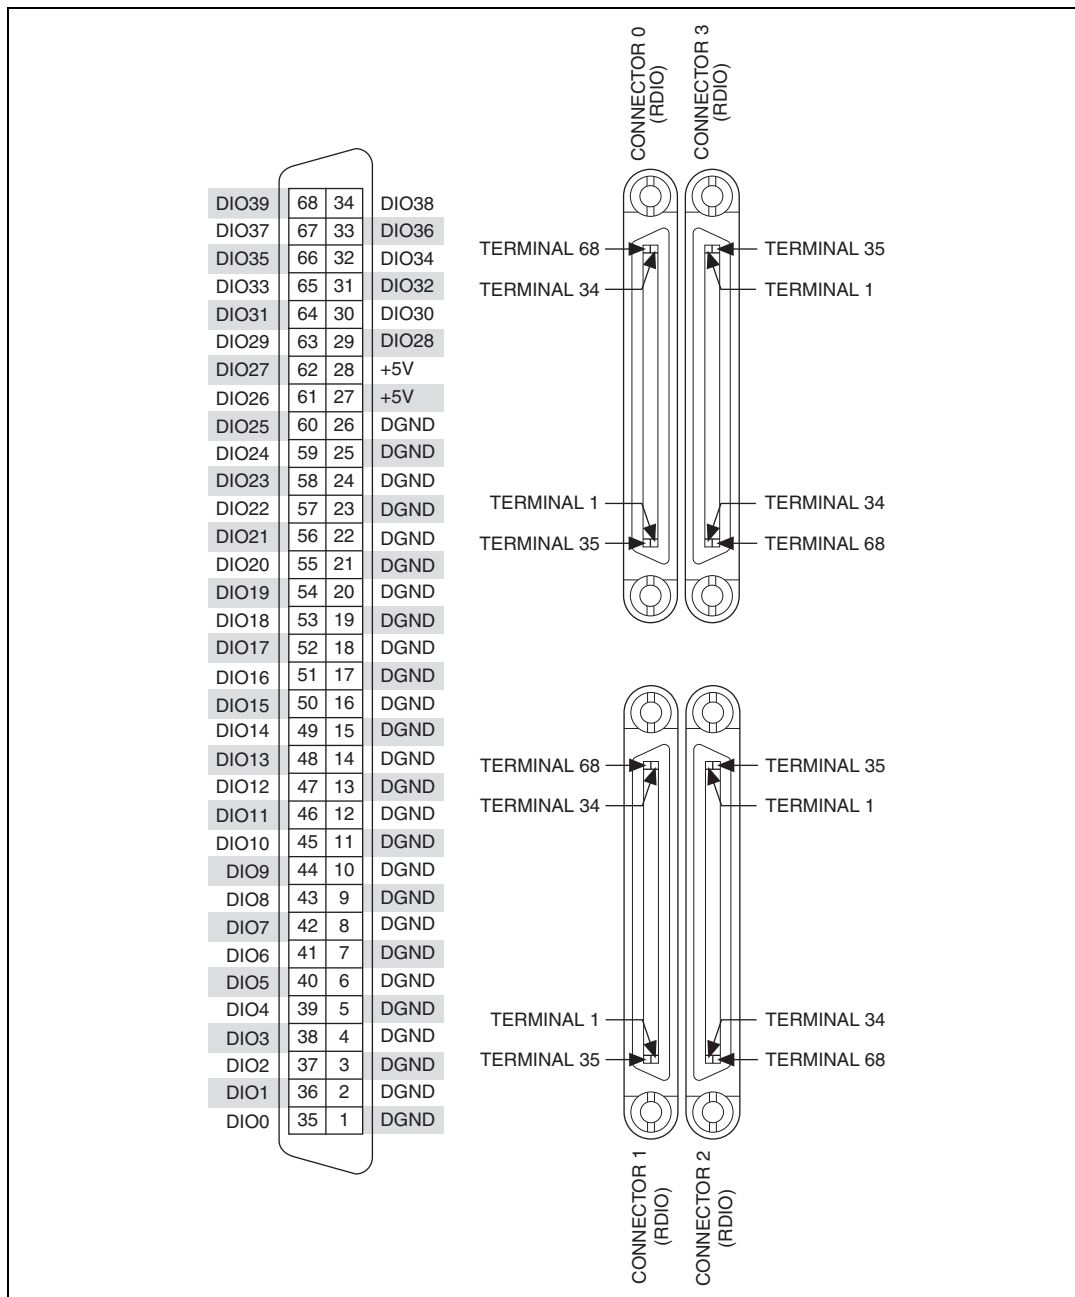 CONNECTOR 0
(RDIO)
CONNECTOR 3
(RDIO)
DIO39 68 34 DIO38
DIO37 67 33 DIO36
DIO35 66 32 DIO34
DIO33 65 31 DIO32
DIO31 64 30 DIO30
DIO29 63 29 DIO28
DIO27 62 28 +5V
DIO26 61 27 +5V
DIO25 60 26 DGND
DIO24 59 25 DGND
DIO23 58 24 DGND
DIO22 57 23 DGND
DIO21 56 22 DGND
DIO20 55 21 DGND
DIO19 54 20 DGND
DIO18 53 19 DGND
DIO17 52 18 DGND
DIO16 51 17 DGND
DIO15 50 16 DGND
DIO14 49 15 DGND
DIO13 48 14 DGND
DIO12 47 13 DGND
DIO11 46 12 DGND
DIO10 45 11 DGND
DIO9 44 10 DGND
DIO8 43 9 DGND
DIO7 42 8 DGND
DIO6 41 7 DGND
DIO5 40 6 DGND
DIO4 39 5 DGND
DIO3 38 4 DGND
DIO2 37 3 DGND
DIO1 36 2 DGND
DIO0 35 1 DGND
TERMINAL 68
TERMINAL 35
TERMINAL 34
TERMINAL 1
TERMINAL 1
TERMINAL 34
TERMINAL 35
TERMINAL 68
TERMINAL 68
TERMINAL 35
TERMINAL 34
TERMINAL 1
TERMINAL 1
TERMINAL 34
TERMINAL 35
TERMINAL 68
CONNECTOR 1
(RDIO)
CONNECTOR 2
(RDIO)